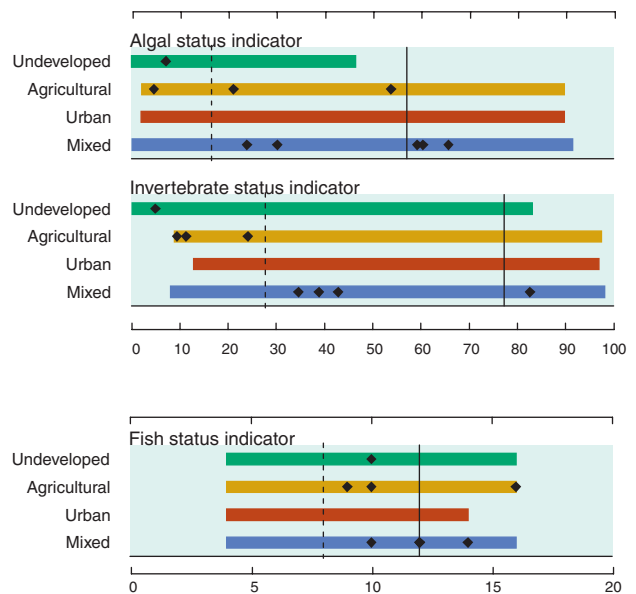 Algal status indicator
Undeveloped
Agricultural
Urban
Mixed
Invertebrate status indicator
Undeveloped
Agricultural
Urban
Mixed
0 10 20 30 40 50 60 70 80 90 100
Fish status indicator
Undeveloped
Agricultural
Urban
Mixed
0 5 10 15 20